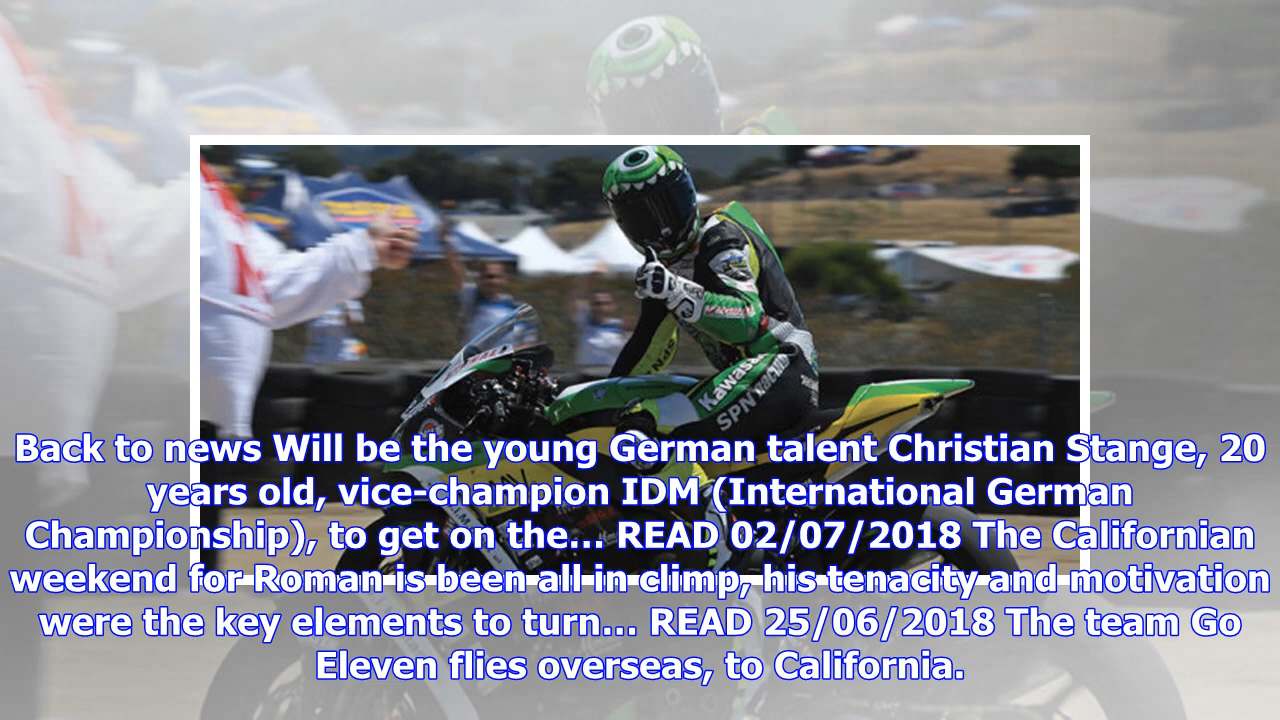 Kawasaki
SPN racing
Back to news Will be the young German talent Christian Stange, 20
years old, vice-champion IDM (International German
Championship), to get on the... READ 02/07/2018 The Californian
weekend for Roman is been all in climp, his tenacity and motivation
were the key elements to turn... READ 25/06/2018 The team Go
Eleven flies overseas, to California.